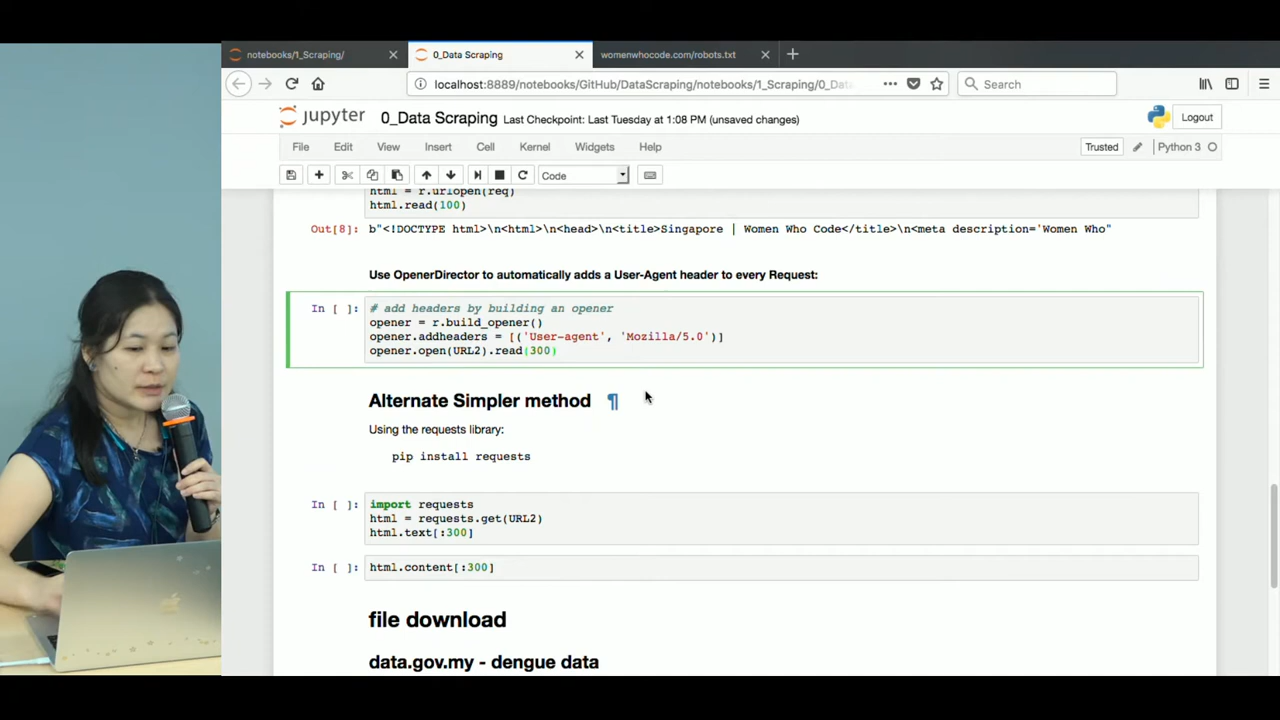 notebooks/1_Scraping/
0_Data Scraping
womenwhocode.com/robots.txt
localhost:8889/notebooks/GitHub/DataScraping/notebooks/1_Scraping/0_Data
Search
jupyter
0_Data Scraping
Last Checkpoint: Last Tuesday at 1:08 PM (unsaved changes)
Logout
File Edit View Insert Cell Kernel Widgets Help
Trusted
Python 3
Code
html = r.urlopen(req)
html.read(100)
Out[8]: b"<!DOCTYPE html>\n<html>\n<head>\n<title>Singapore | Women Who Code</title>\n<meta description='Women Who"
Use OpenerDirector to automatically adds a User-Agent header to every Request:
In [ ]: # add headers by building an opener
opener = r.build_opener()
opener.addheaders = [('User-agent', 'Mozilla/5.0')]
opener.open(URL2).read(300)
Alternate Simpler method ¶
Using the requests library:
pip install requests
In [ ]: import requests
html = requests.get(URL2)
html.text[:300]
In [ ]: html.content[:300]
file download
data.gov.my - dengue data